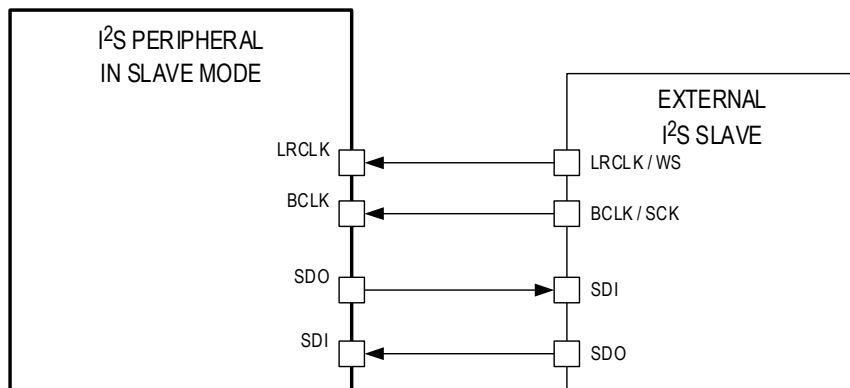 I²S PERIPHERAL
IN SLAVE MODE
EXTERNAL
I²S SLAVE
LRCLK
LRCLK / WS
BCLK
BCLK / SCK
SDO
SDI
SDI
SDO